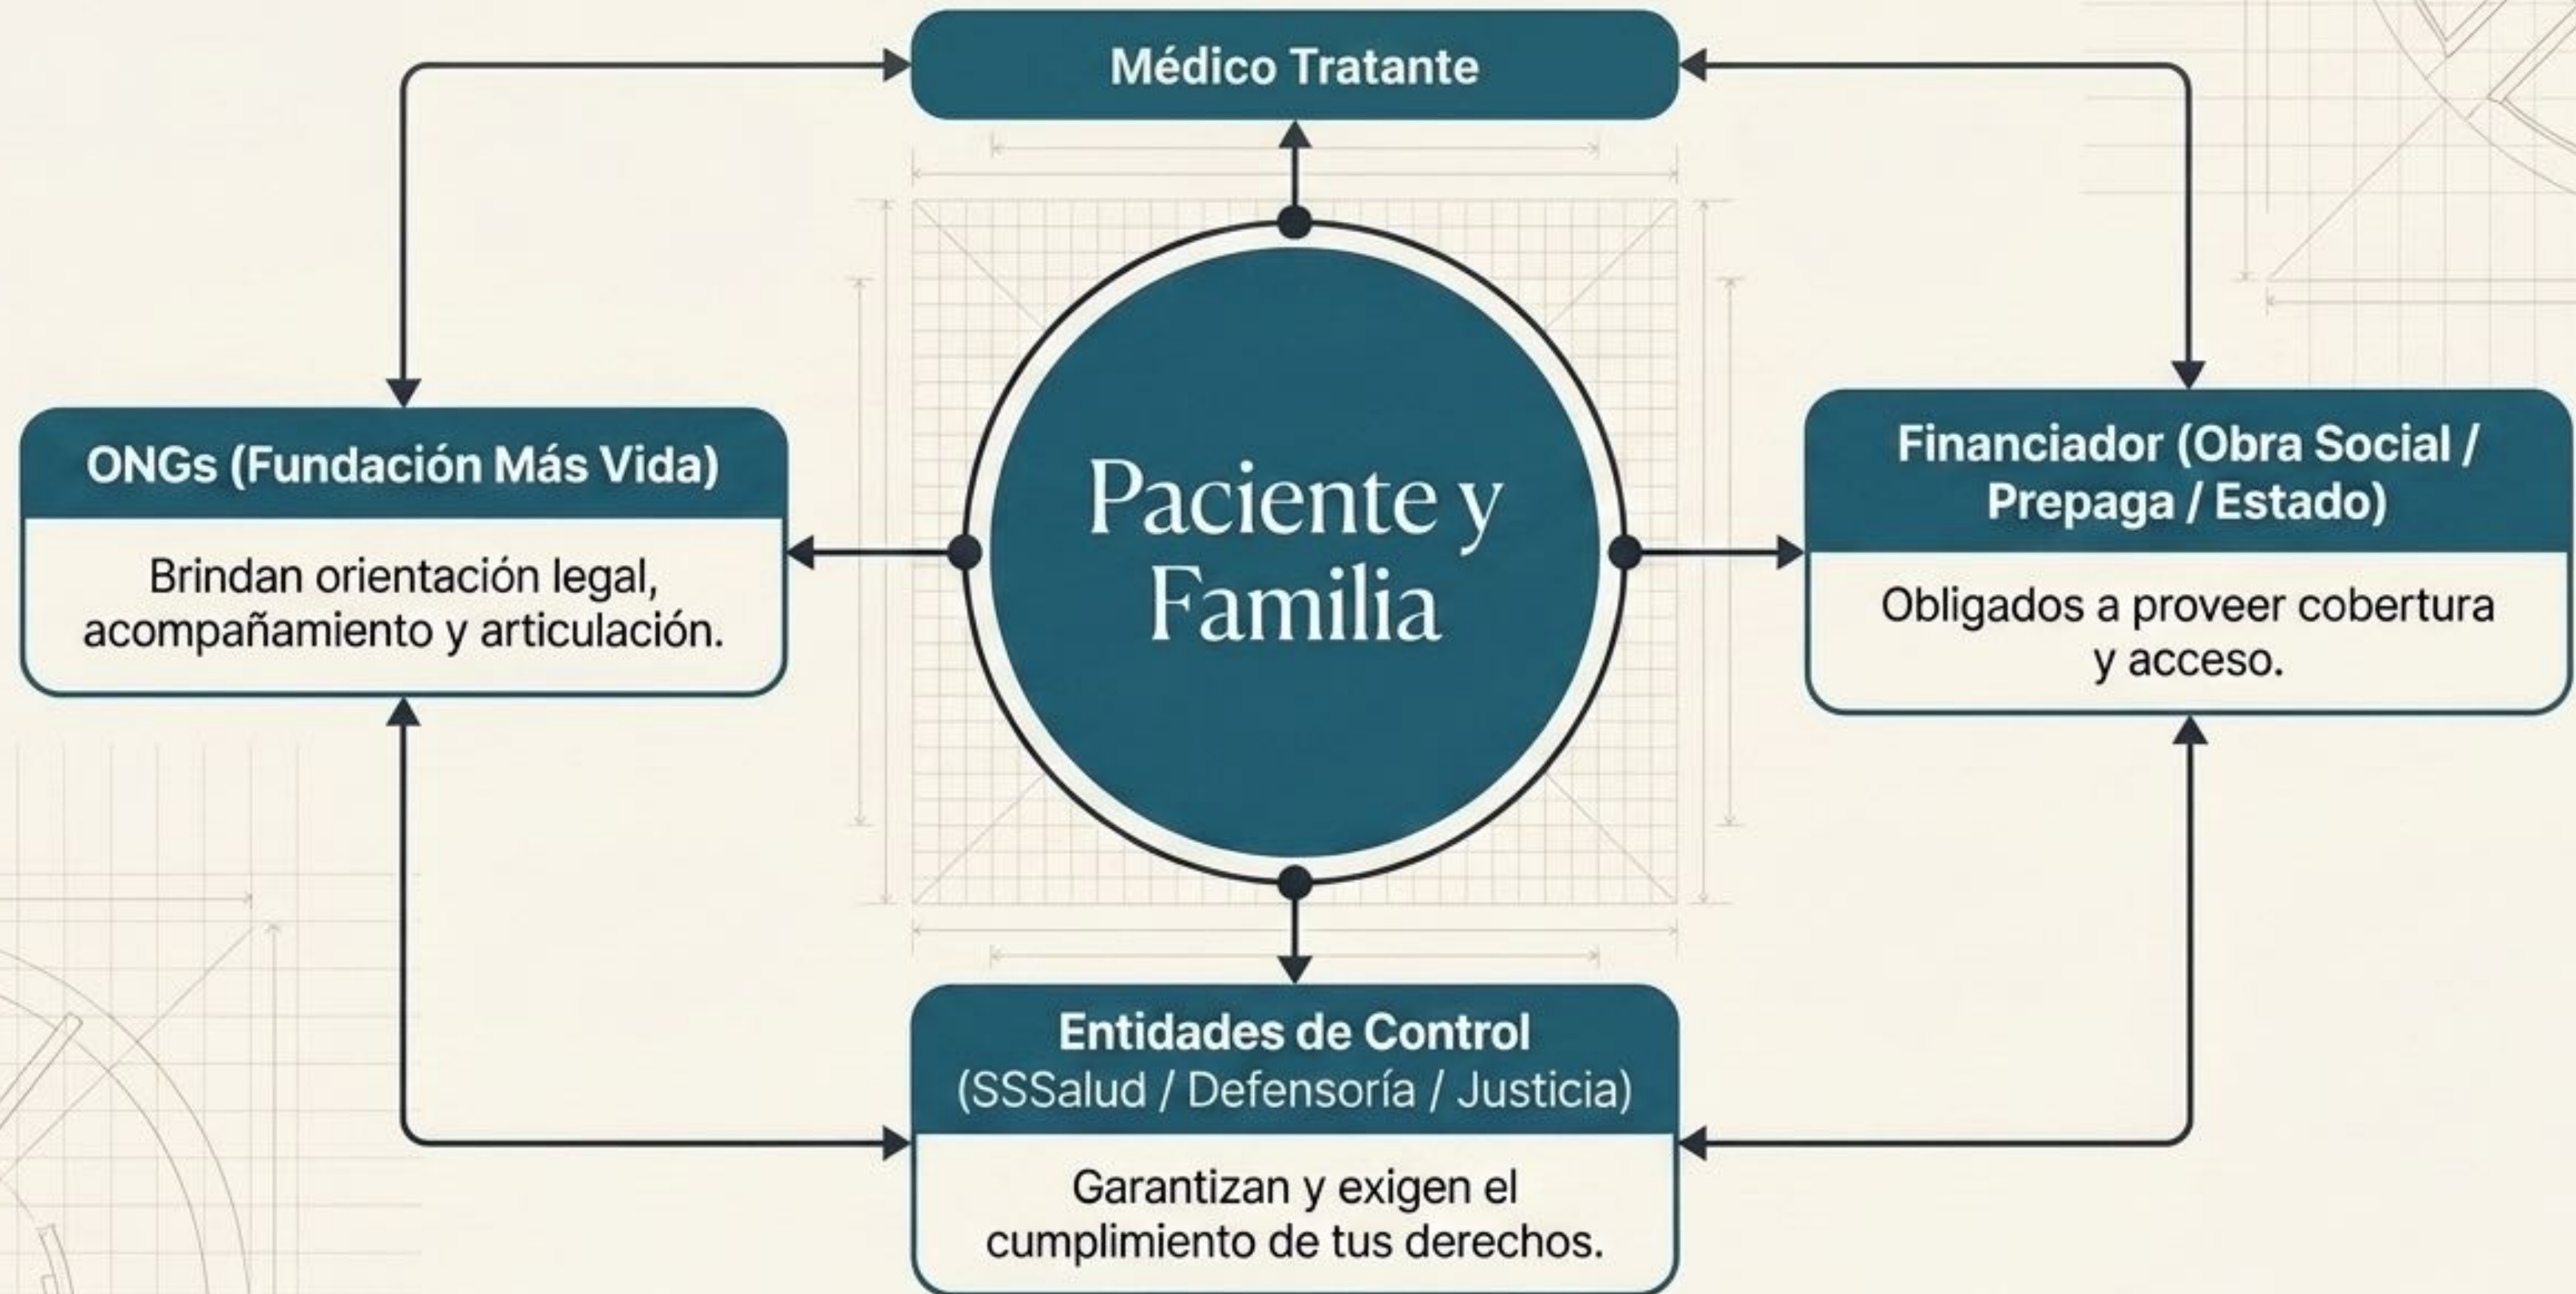 Médico Tratante
ONGs (Fundación Más Vida)
Brindan orientación legal,
acompañamiento y articulación.
Paciente y
Familia
Financiador (Obra Social /
Prepaga / Estado)
Obligados a proveer cobertura
y acceso.
Entidades de Control
(SSSalud / Defensoría / Justicia)
Garantizan y exigen el
cumplimiento de tus derechos.